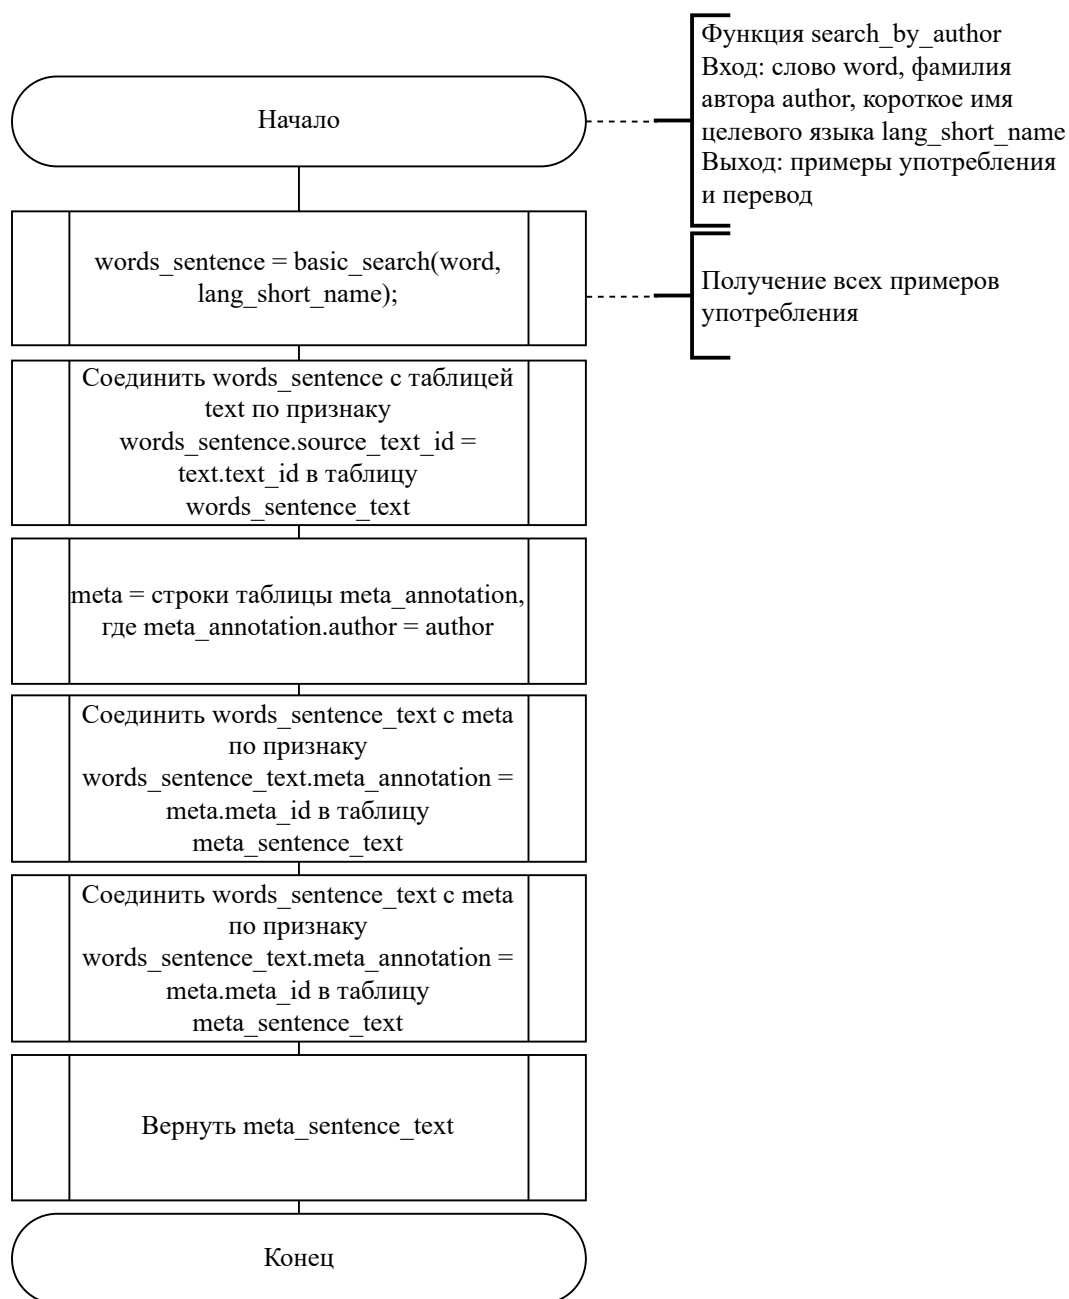 Функция search_by_author
Вход: слово word, фамилия
автора author, короткое имя
целевого языка lang_short_name
Выход: примеры употребления
и перевод
Начало
words_sentence = basic_search(word,
lang_short_name);
Получение всех примеров
употребления
Соединить words_sentence с таблицей
text по признаку
words_sentence.source_text_id =
text.text_id в таблицу
words_sentence_text
meta = строки таблицы meta_annotation,
где meta_annotation.author = author
Соединить words_sentence_text с meta
по признаку
words_sentence_text.meta_annotation =
meta.meta_id в таблицу
meta_sentence_text
Соединить words_sentence_text с meta
по признаку
words_sentence_text.meta_annotation =
meta.meta_id в таблицу
meta_sentence_text
Вернуть meta_sentence_text
Конец